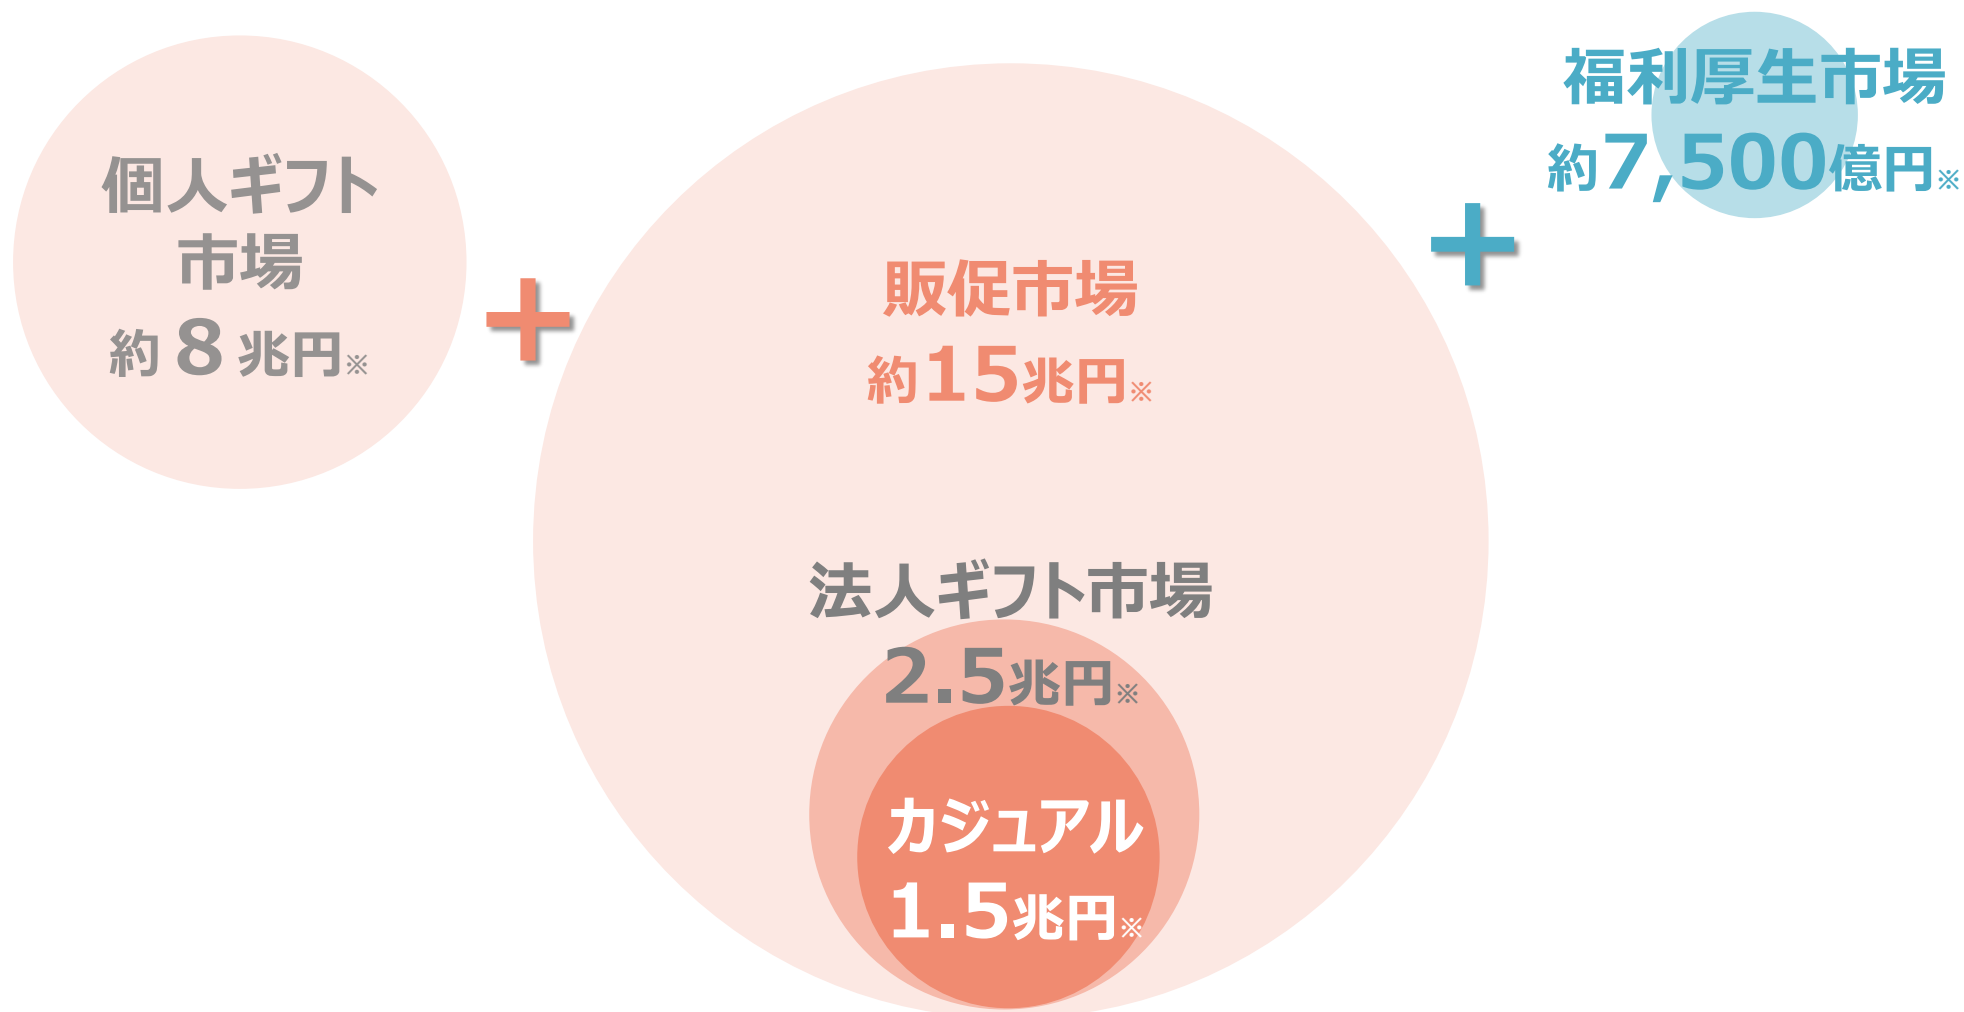 個人ギフト
市場
約8兆円※
+
販促市場
約15兆円※
法人ギフト市場
2.5兆円※
カジュアル
1.5兆円※
+
福利厚生市場
約7,500億円※